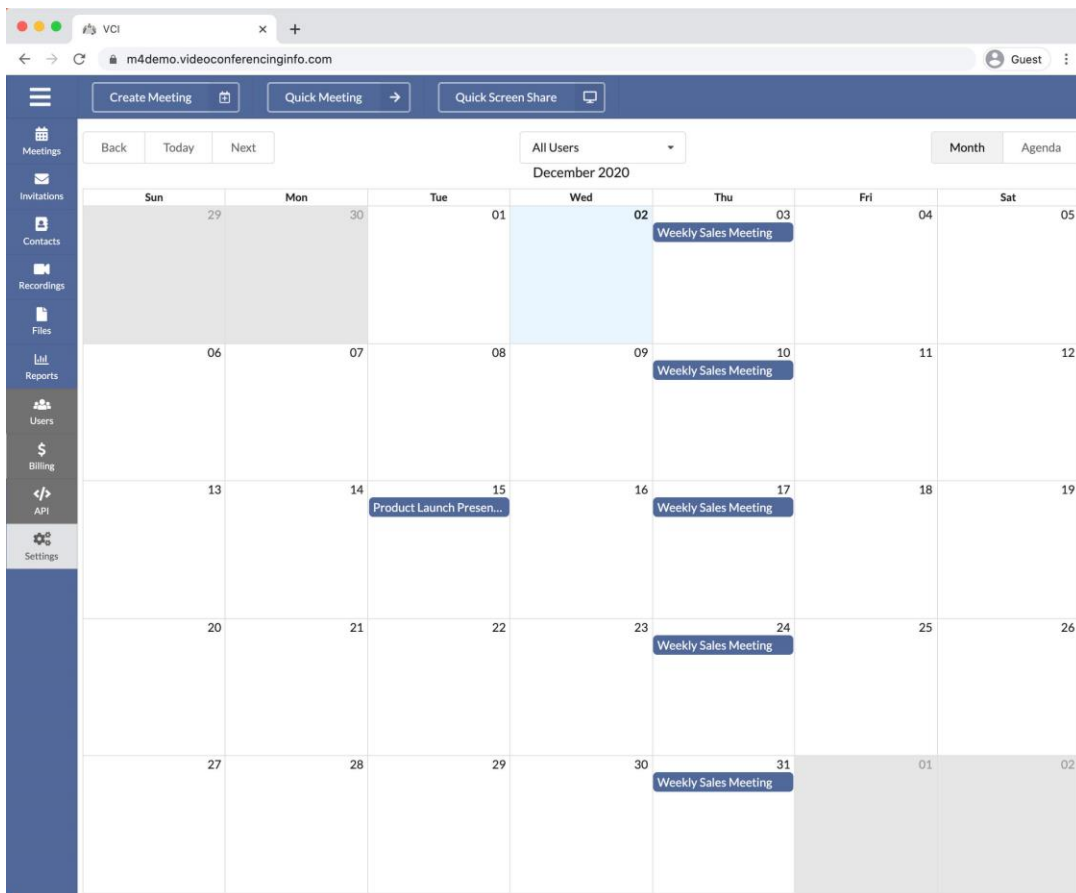 VCI
m4demo.videoconferencinginfo.com
Guest
Create Meeting
Quick Meeting
Quick Screen Share
Meetings
Invitations
Contacts
Recordings
Files
Reports
Users
Billing
API
Settings
Back Today Next
All Users
Month Agenda
December 2020
Sun Mon Tue Wed Thu Fri Sat
29 30 01 02 03 04 05
Weekly Sales Meeting
06 07 08 09 10 11 12
Weekly Sales Meeting
13 14 15 16 17 18 19
Product Launch Presen... Weekly Sales Meeting
20 21 22 23 24 25 26
Weekly Sales Meeting
27 28 29 30 31 01 02
Weekly Sales Meeting